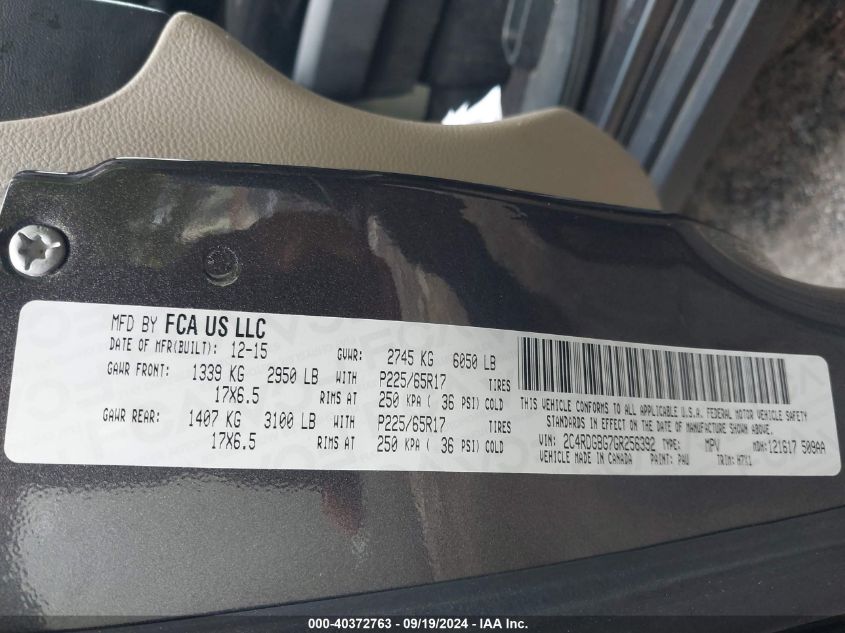 MFD BY FCA US LLC
DATE OF MFR(BUILT): 12-15 GVWR: 2745 KG 6050 LB
GAWR FRONT: 1339 KG 2950 LB WITH P225/65R17 TIRES
17X6.5 RIMS AT 250 KPA ( 36 PSI) COLD
GAWR REAR: 1407 KG 3100 LB WITH P225/65R17 TIRES
17X6.5 RIMS AT 250 KPA ( 36 PSI) COLD
THIS VEHICLE CONFORMS TO ALL APPLICABLE U.S.A. FEDERAL MOTOR VEHICLE SAFETY
STANDARDS IN EFFECT ON THE DATE OF MANUFACTURE SHOWN ABOVE.
VIN: 2C4RDGBG7GR256392 TYPE: MPV MDH: 121617 509AA
VEHICLE MADE IN CANADA PAINT: PAU TRIM: H7X1
000-40372763 - 09/19/2024 - IAA Inc.